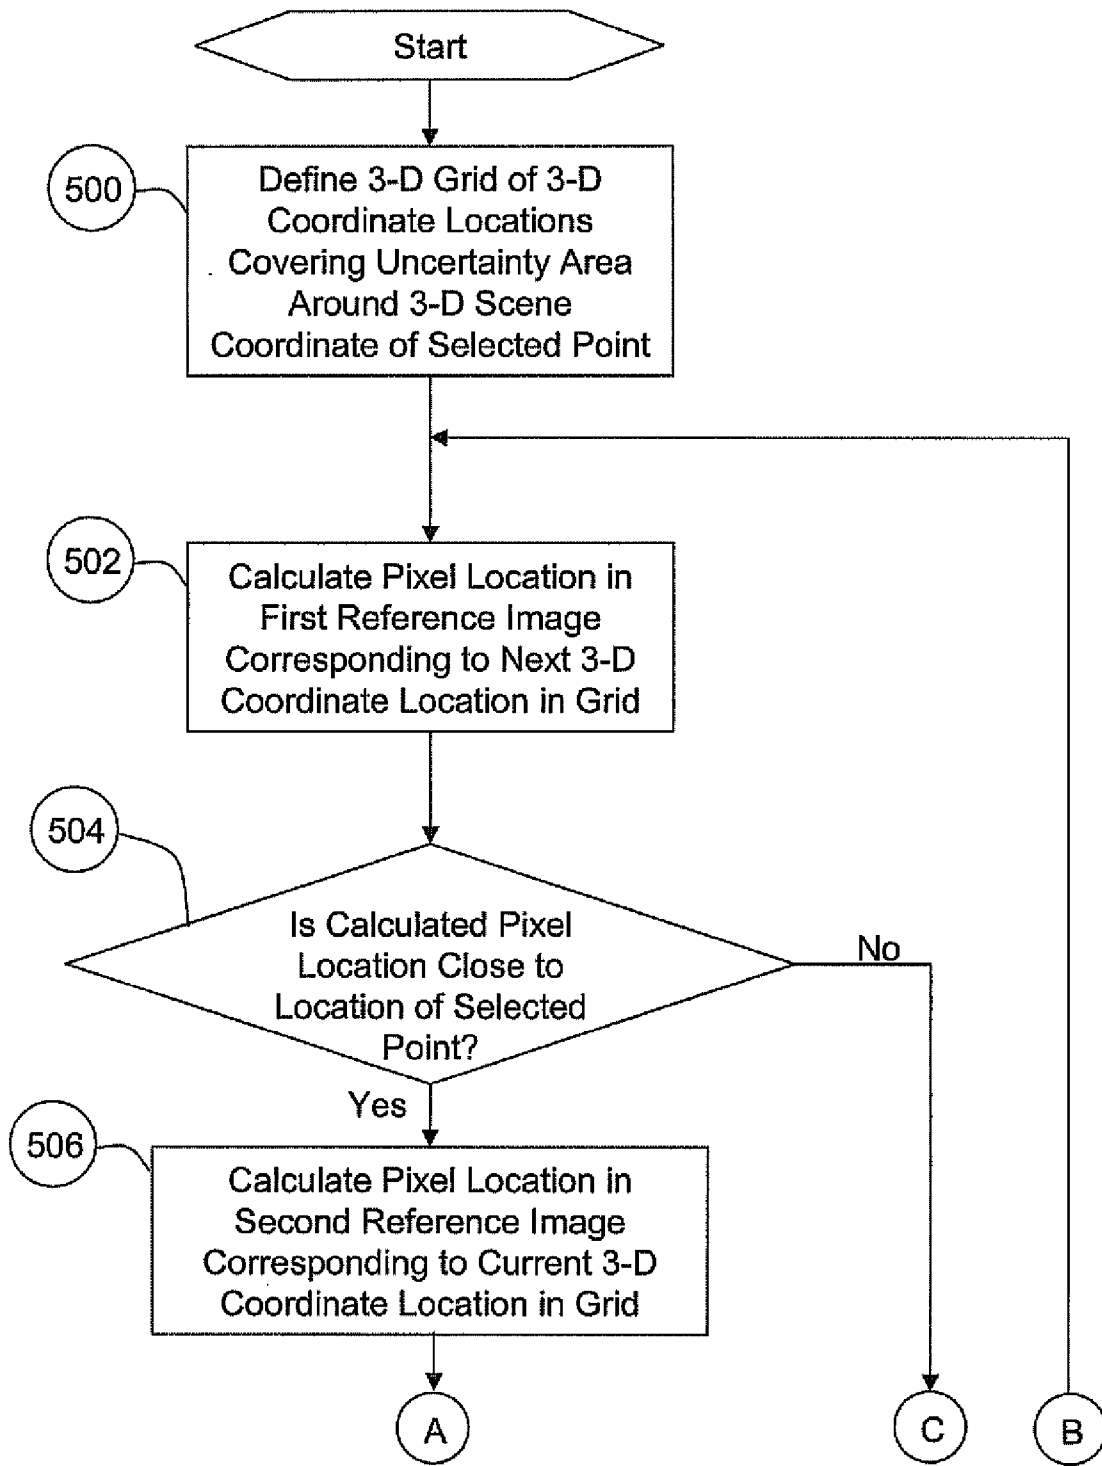 Start
500
Define 3-D Grid of 3-D
Coordinate Locations
Covering Uncertainty Area
Around 3-D Scene
Coordinate of Selected Point
502
Calculate Pixel Location in
First Reference Image
Corresponding to Next 3-D
Coordinate Location in Grid
504
Is Calculated Pixel
Location Close to
Location of Selected
Point?
No
Yes
506
Calculate Pixel Location in
Second Reference Image
Corresponding to Current 3-D
Coordinate Location in Grid
A
C
B